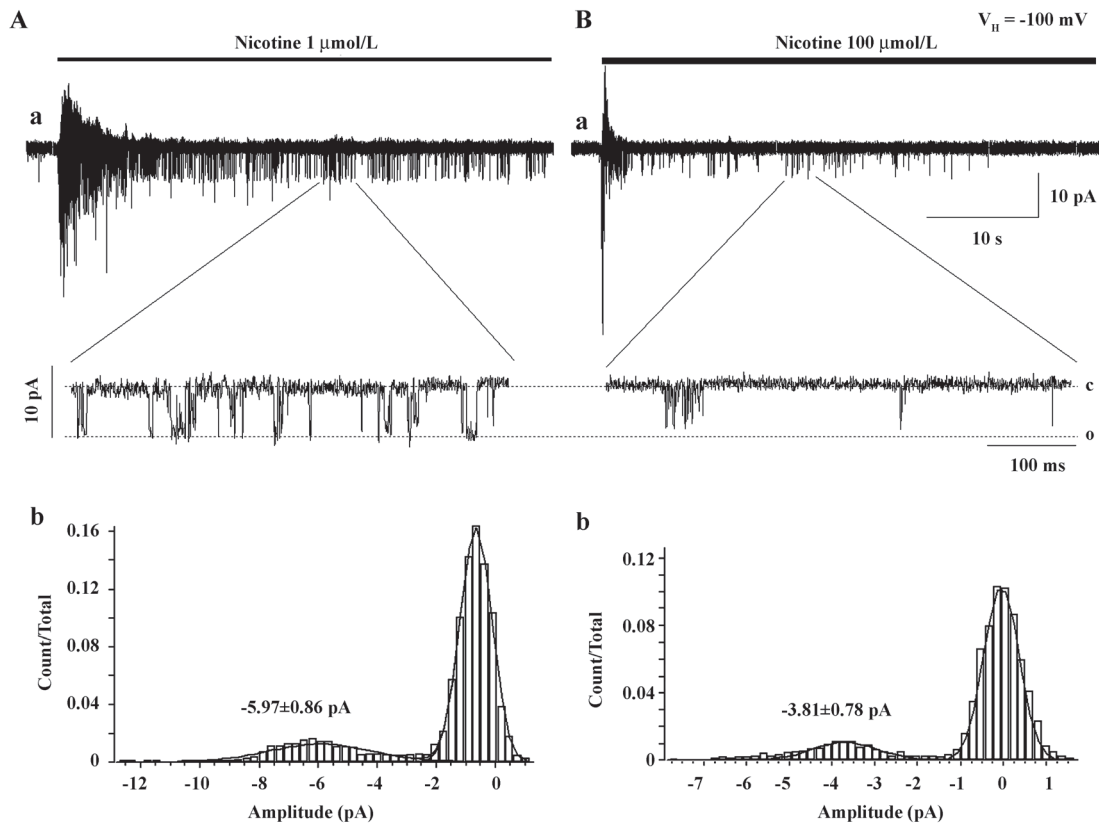 A
B
V_H = -100 mV
Nicotine 1 μmol/L
Nicotine 100 μmol/L
a
a
10 pA
10 s
10 pA
c
o
100 ms
b
b
0.16
0.12
0.08
0.04
0
Count/Total
-5.97±0.86 pA
-12 -10 -8 -6 -4 -2 0
Amplitude (pA)
0.12
0.08
0.04
0
Count/Total
-3.81±0.78 pA
-7 -6 -5 -4 -3 -2 -1 0 1
Amplitude (pA)